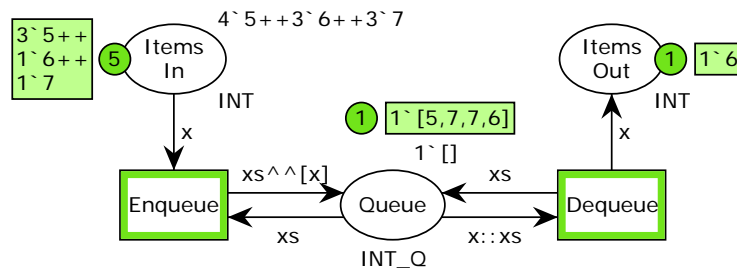 4`5++3`6++3`7
3`5++
1`6++
1`7
5
Items
In
INT
Items
Out
1
1`6
INT
1
1`[5,7,7,6]
1`[]
x
x
Enqueue
xs^^[x]
xs
Queue
INT_Q
xs
x::xs
Dequeue